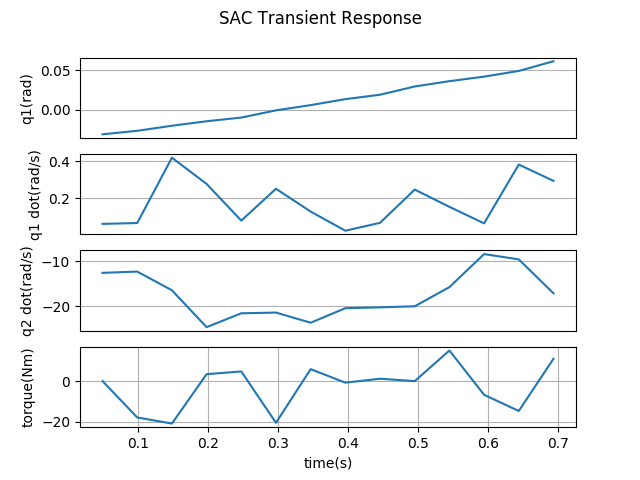 SAC Transient Response
q1(rad)
0.05
0.00
q1 dot(rad/s)
0.4
0.2
q2 dot(rad/s)
−10
−20
torque(Nm)
0
−20
0.1 0.2 0.3 0.4 0.5 0.6 0.7
time(s)